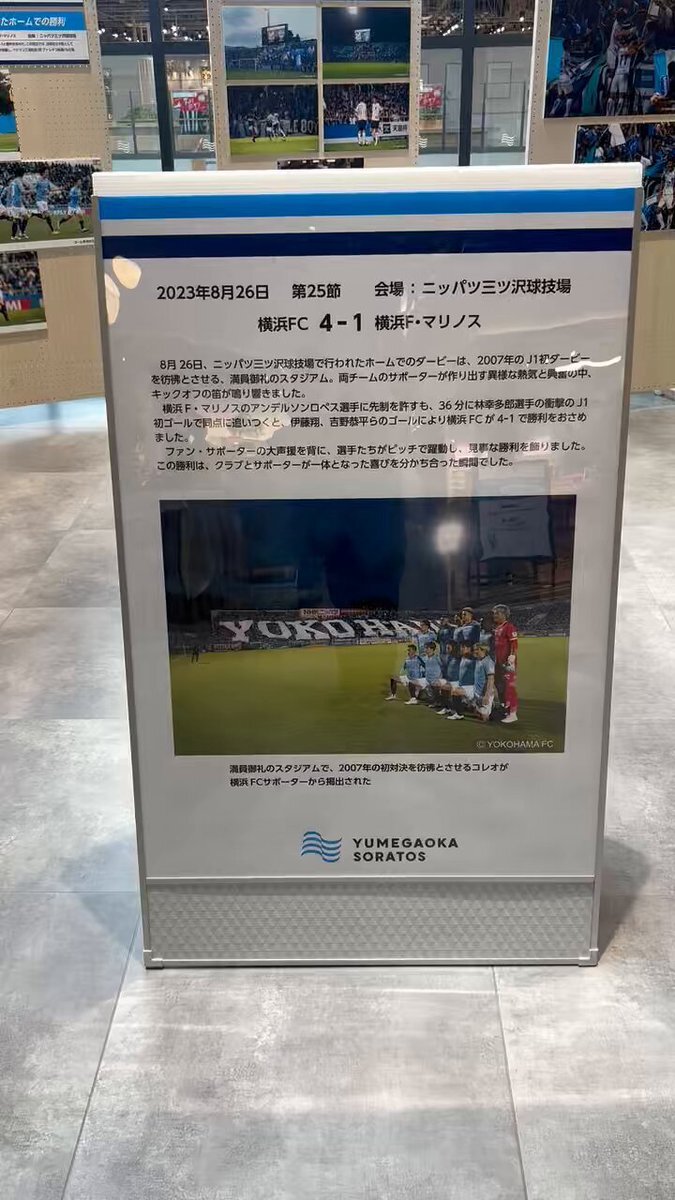 たホームでの勝利
2023年8月26日　第25節　会場：ニッパツ三ツ沢球技場
横浜FC 4-1 横浜F・マリノス
8月26日、ニッパツ三ツ沢球技場で行われたホームでのダービーは、2007年のJ1初ダービー
を彷彿とさせる、満員御礼のスタジアム。両チームのサポーターが作り出す異様な熱気と興奮の中、
キックオフの笛が鳴り響きました。
横浜F・マリノスのアンデルソンロペス選手に先制を許すも、36分に林幸多郎選手の衝撃のJ1
初ゴールで同点に追いつくと、伊藤翔、吉野恭平らのゴールにより横浜FCが4-1で勝利をおさめ
ました。
ファン・サポーターの大声援を背に、選手たちがピッチで躍動し、見事な勝利を飾りました。
この勝利は、クラブとサポーターが一体となった喜びを分かち合った瞬間でした。
YOKOHAM
© YOKOHAMA FC
満員御礼のスタジアムで、2007年の初対決を彷彿とさせるコレオが
横浜FCサポーターから掲出された
YUMEGAOKA
SORATOS